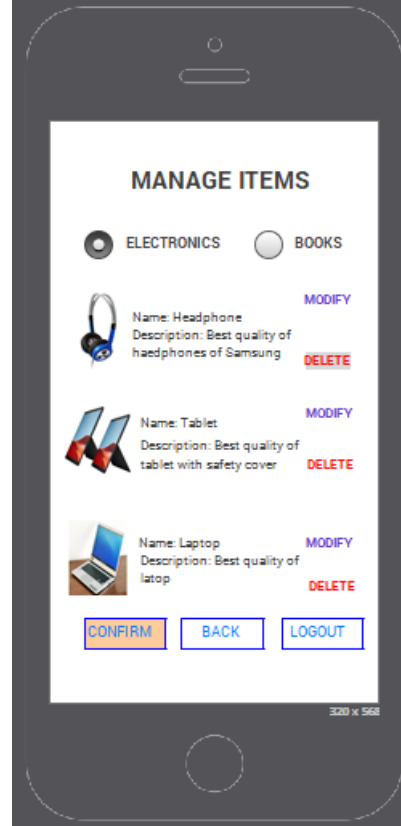 MANAGE ITEMS
ELECTRONICS BOOKS
MODIFY
Name: Headphone
Description: Best quality of
haedphones of Samsung
DELETE
MODIFY
Name: Tablet
Description: Best quality of
tablet with safety cover
DELETE
Name: Laptop
MODIFY
Description: Best quality of
latop
DELETE
CONFIRM BACK LOGOUT
320 x 568